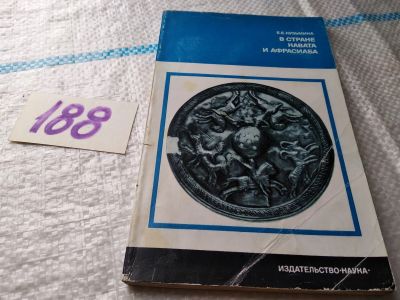 188
Е.Е. КУЗЬМИНА
В СТРАНЕ
КАВАТА
И АФРАСИАБА
ИЗДАТЕЛЬСТВО «НАУКА»